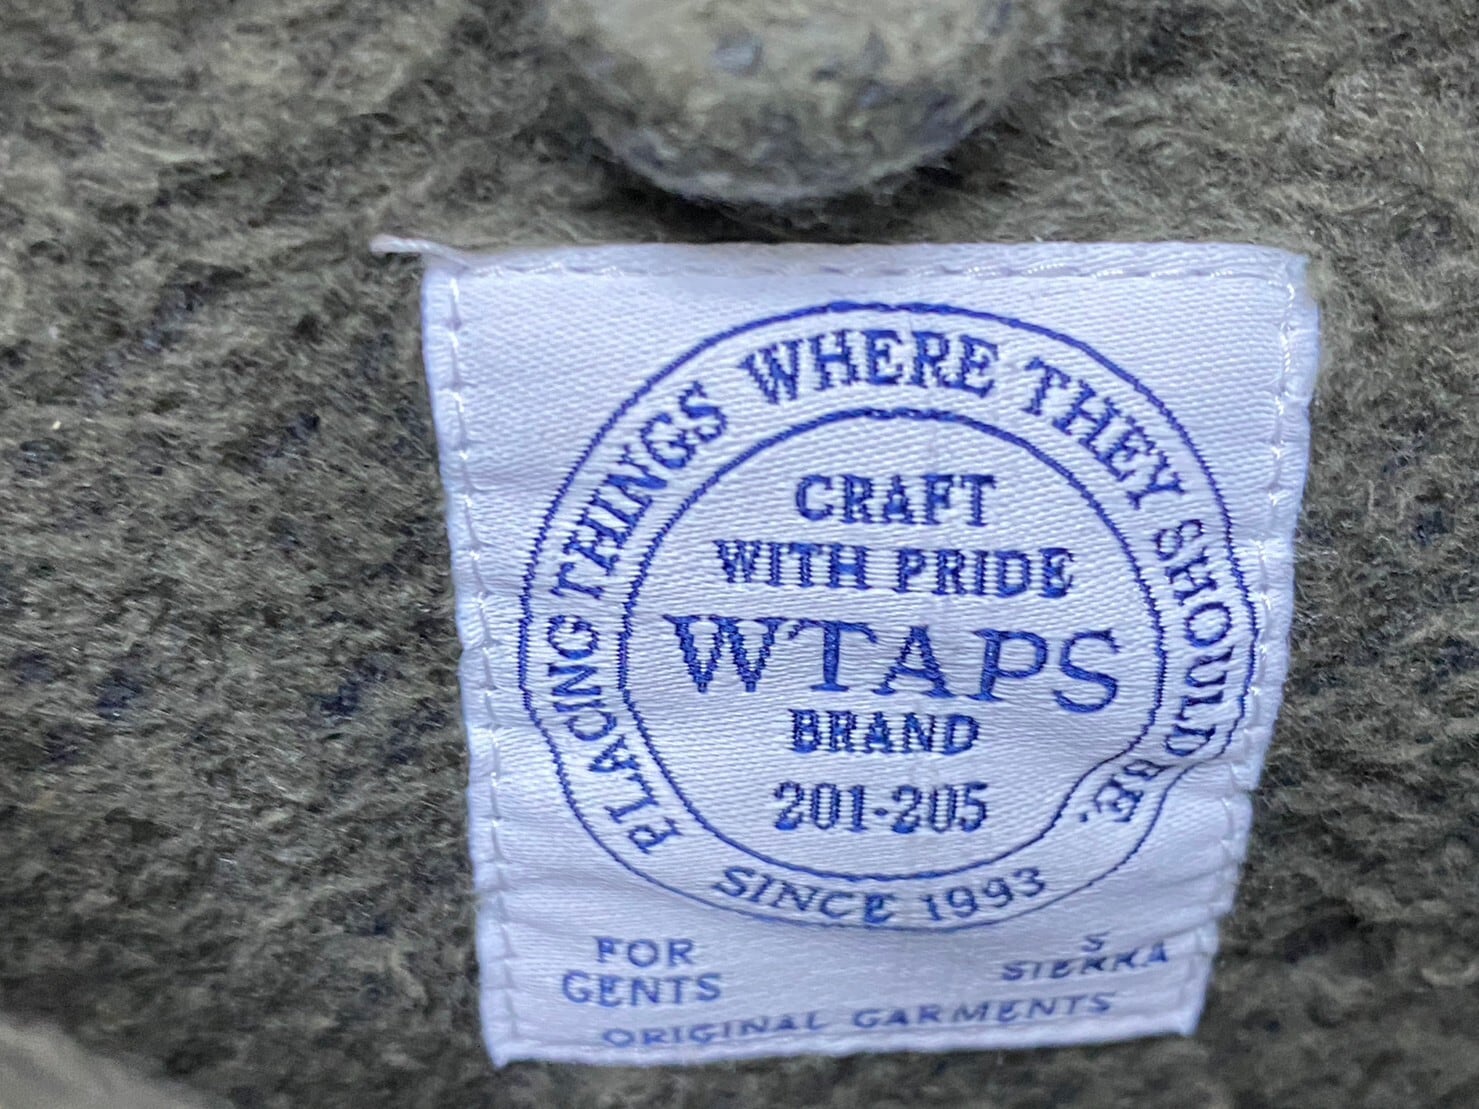 PLACING THINGS WHERE THEY SHOULD BE.
CRAFT
WITH PRIDE
WTAPS
BRAND
201-205
SINCE 1993
FOR
GENTS
S
SIERRA
ORIGINAL GARMENTS